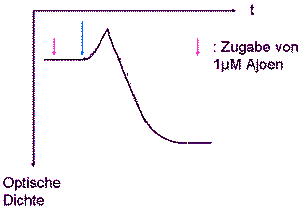 t
: Zugabe von
1µM Ajoen
Optische
Dichte